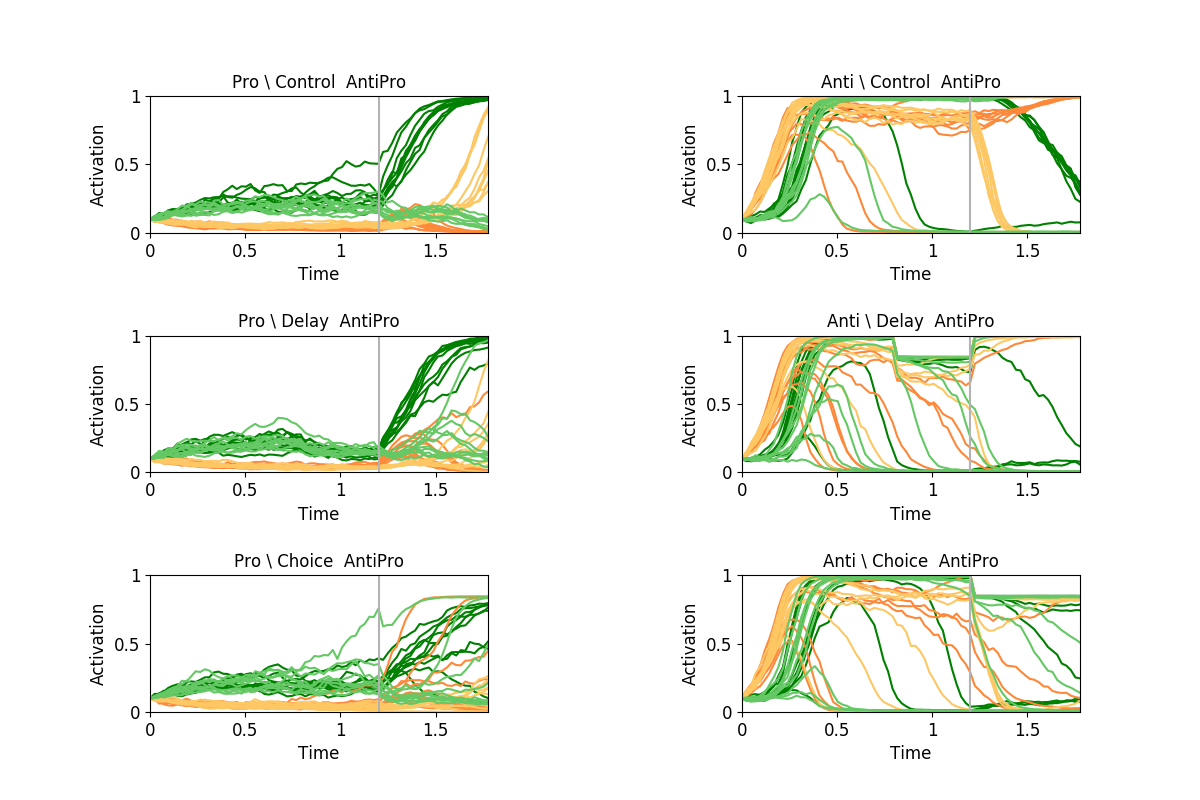 Pro \ Control  AntiPro
Activation
1
0.5
0
0
0.5
1
1.5
Time
Anti \ Control  AntiPro
Activation
1
0.5
0
0
0.5
1
1.5
Time
Pro \ Delay  AntiPro
Activation
1
0.5
0
0
0.5
1
1.5
Time
Anti \ Delay  AntiPro
Activation
1
0.5
0
0
0.5
1
1.5
Time
Pro \ Choice  AntiPro
Activation
1
0.5
0
0
0.5
1
1.5
Time
Anti \ Choice  AntiPro
Activation
1
0.5
0
0
0.5
1
1.5
Time